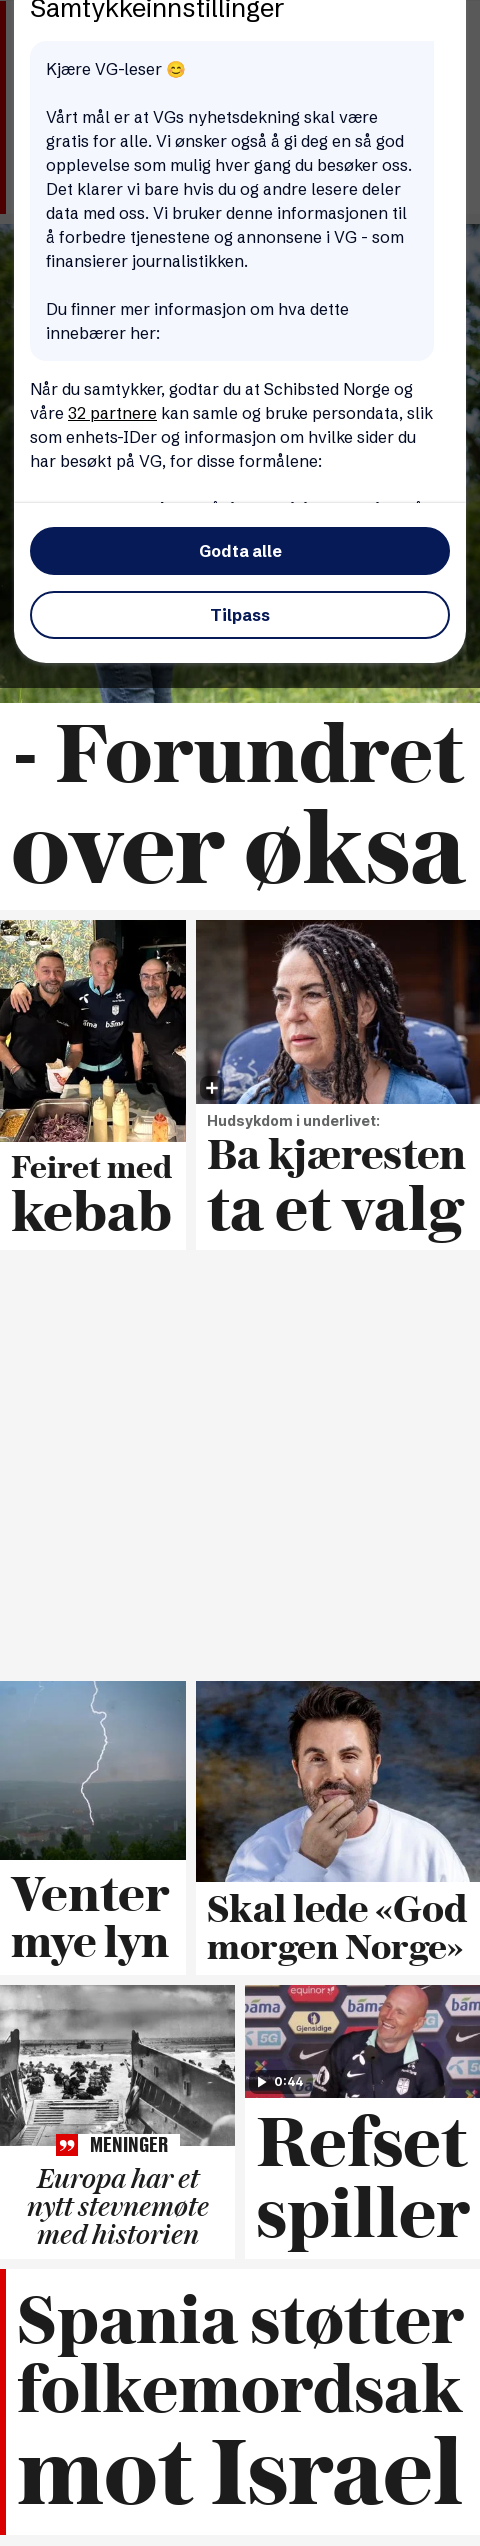 Samtykkeinnstillinger
Kjære VG-leser 😊
Vårt mål er at VGs nyhetsdekning skal være
gratis for alle. Vi ønsker også å gi deg en så god
opplevelse som mulig hver gang du besøker oss.
Det klarer vi bare hvis du og andre lesere deler
data med oss. Vi bruker denne informasjonen til
å forbedre tjenestene og annonsene i VG - som
finansierer journalistikken.
Du finner mer informasjon om hva dette
innebærer her:
Når du samtykker, godtar du at Schibsted Norge og
våre 32 partnere kan samle og bruke persondata, slik
som enhets-IDer og informasjon om hvilke sider du
har besøkt på VG, for disse formålene:
Godta alle
Tilpass
- Forundret
over øksa
Feiret med
kebab
Hudsykdom i underlivet:
Ba kjæresten
ta et valg
Venter
mye lyn
Skal lede «God
morgen Norge»
MENINGER
Europa har et
nytt stevnemøte
med historien
equinor
bama
Gjensidige
5G
0:44
Refset
spiller
Spania støtter
folkemordsak
mot Israel